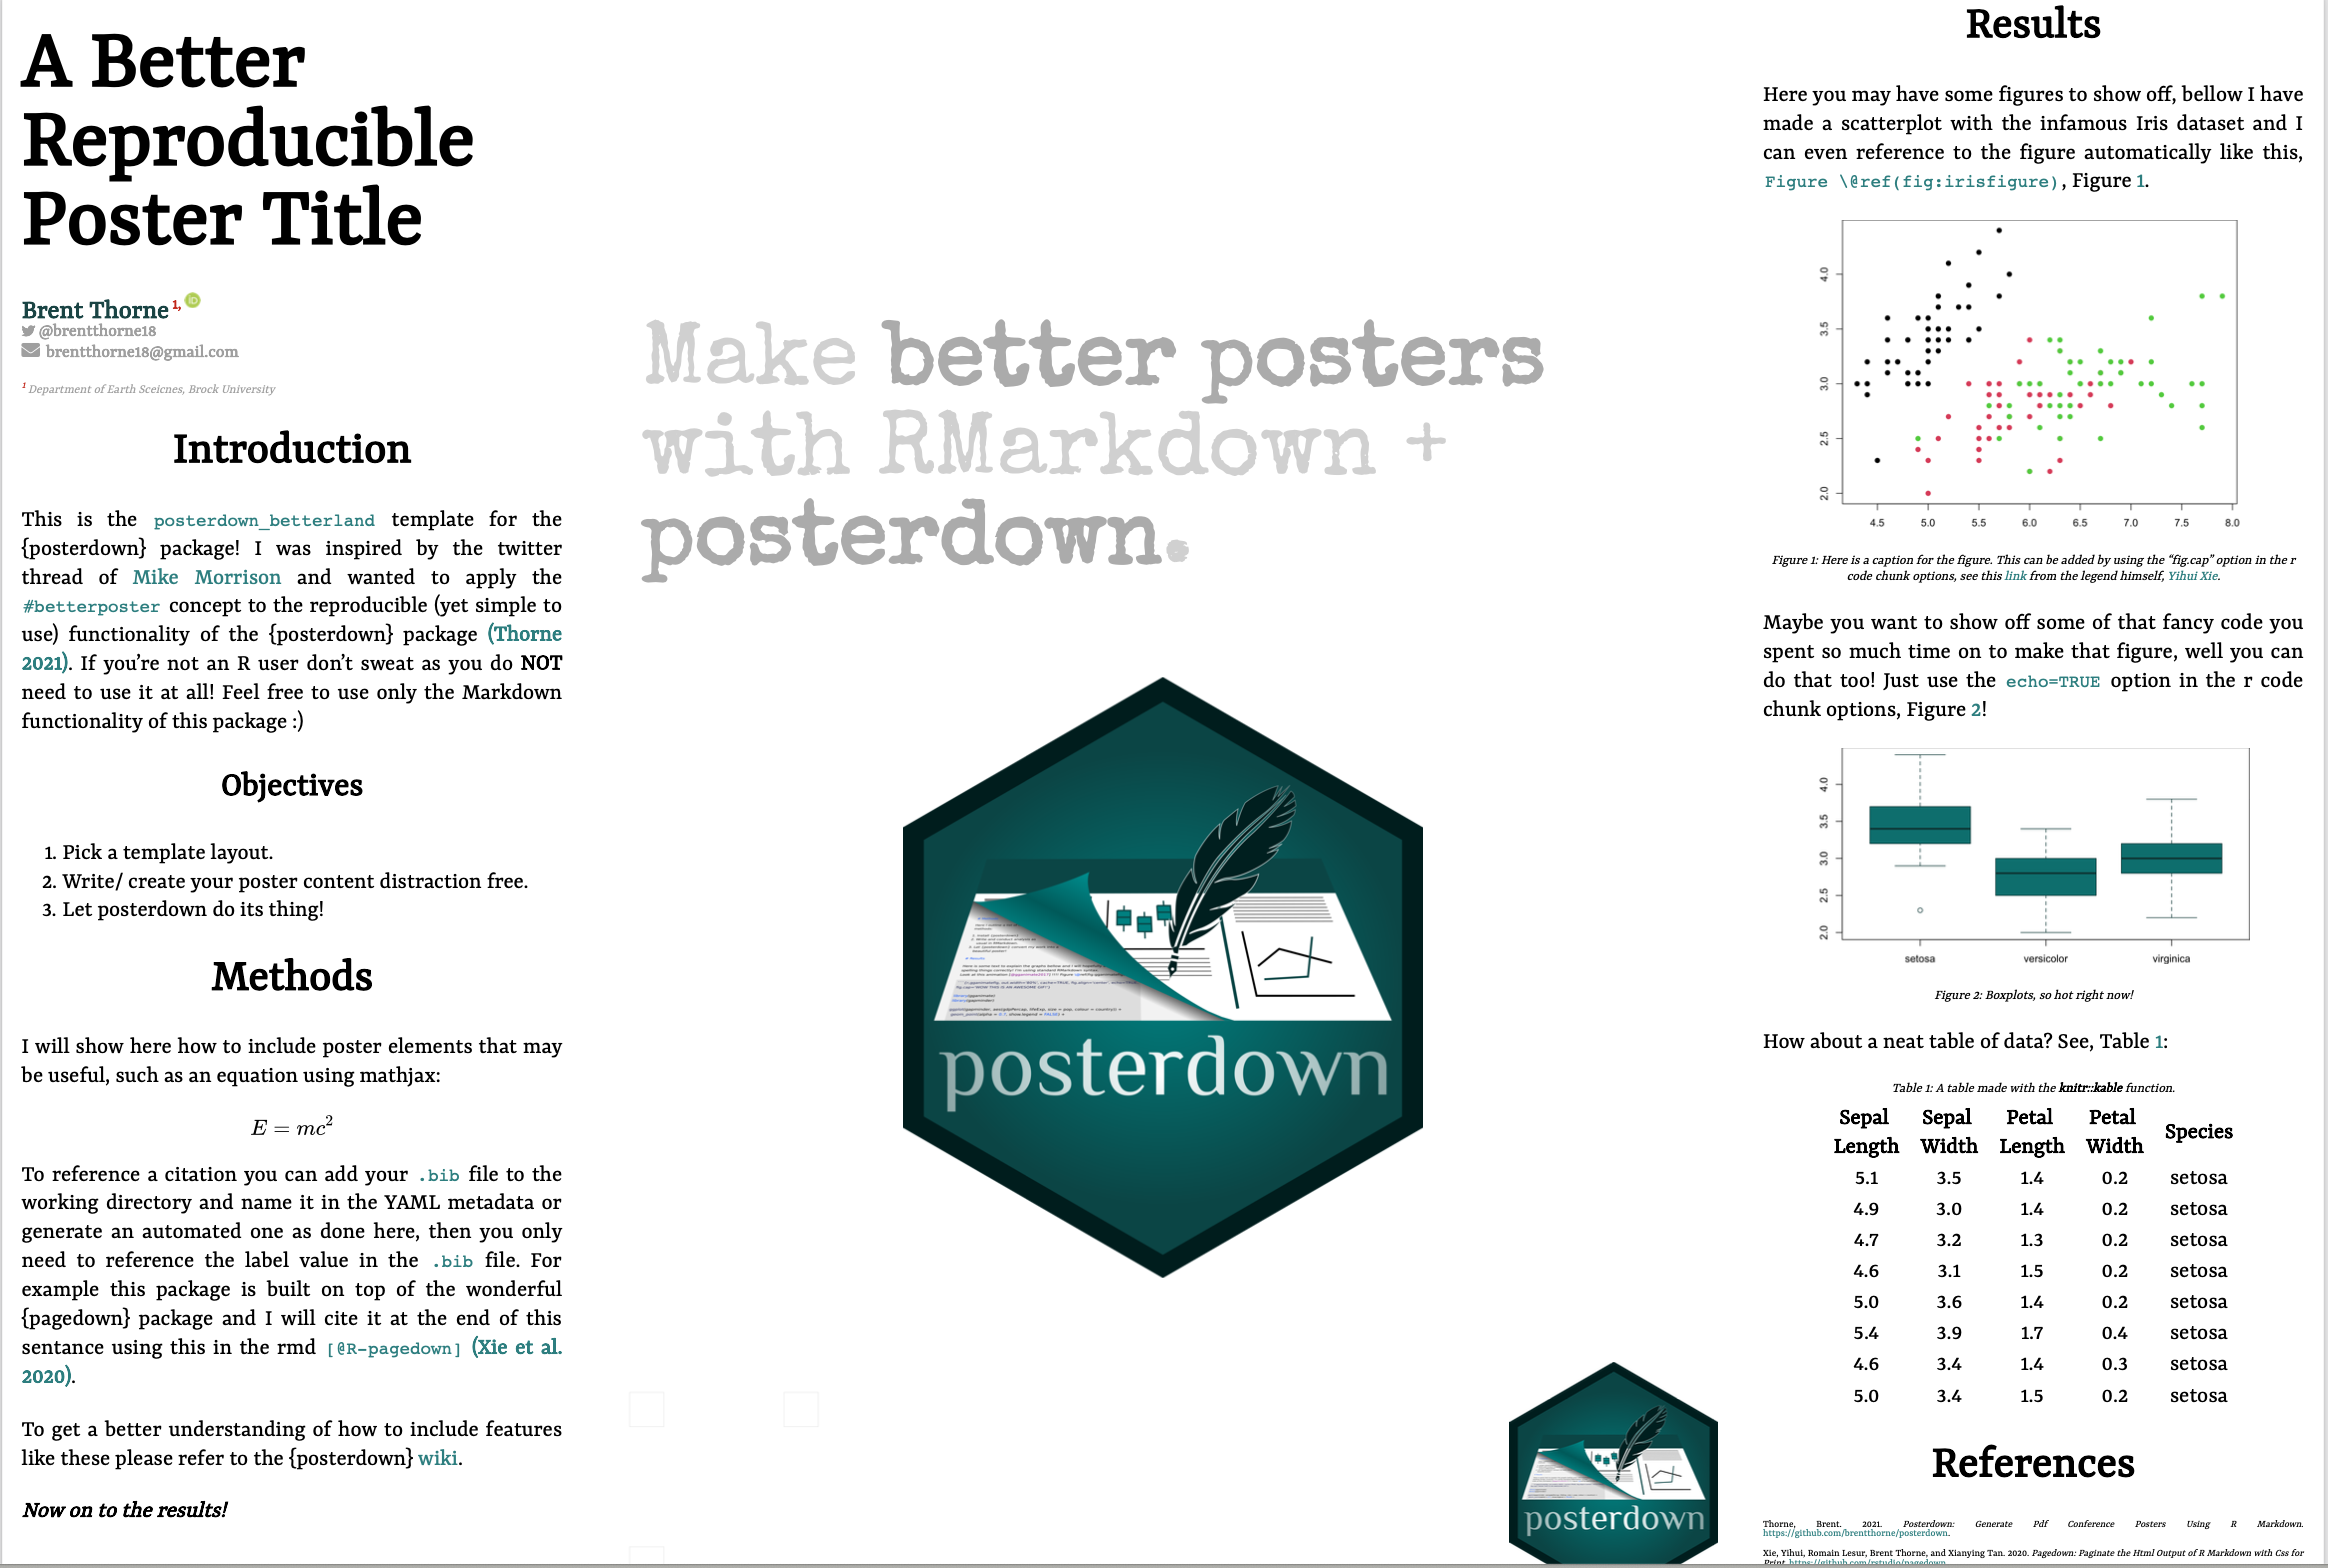 A Better
Reproducible
Poster Title
Brent Thorne 1, iD
@brentthorne18
brentthorne18@gmail.com
1 Department of Earth Sceicnes, Brock University
Introduction
This is the posterdown_betterland template for the
{posterdown} package! I was inspired by the twitter
thread of Mike Morrison and wanted to apply the
#betterposter concept to the reproducible (yet simple to
use) functionality of the {posterdown} package (Thorne
2021). If you're not an R user don't sweat as you do NOT
need to use it at all! Feel free to use only the Markdown
functionality of this package :)
Objectives
1. Pick a template layout.
2. Write/ create your poster content distraction free.
3. Let posterdown do its thing!
Methods
I will show here how to include poster elements that may
be useful, such as an equation using mathjax:
E = mc²
To reference a citation you can add your .bib file to the
working directory and name it in the YAML metadata or
generate an automated one as done here, then you only
need to reference the label value in the .bib file. For
example this package is built on top of the wonderful
{pagedown} package and I will cite it at the end of this
sentence using this in the rmd [@R-pagedown] (Xie et al.
2020).
To get a better understanding of how to include features
like these please refer to the {posterdown} wiki.
Now on to the results!
Make better posters
with RMarkdown +
posterdown.
posterdown
posterdown
Results
Here you may have some figures to show off, bellow I have
made a scatterplot with the infamous Iris dataset and I
can even reference to the figure automatically like this,
Figure \@ref(fig:irisfigure), Figure 1.
4.0
3.5
3.0
2.5
2.0
4.5 5.0 5.5 6.0 6.5 7.0 7.5 8.0
Figure 1: Here is a caption for the figure. This can be added by using the "fig.cap" option in the r
code chunk options, see this link from the legend himself, Yihui Xie.
Maybe you want to show off some of that fancy code you
spent so much time on to make that figure, well you can
do that too! Just use the echo=TRUE option in the r code
chunk options, Figure 2!
4.0
3.5
3.0
2.5
2.0
setosa versicolor virginica
Figure 2: Boxplots, so hot right now!
How about a neat table of data? See, Table 1:
Table 1: A table made with the knitr::kable function.
Sepal Sepal Petal Petal
Length Width Length Width Species
5.1 3.5 1.4 0.2 setosa
4.9 3.0 1.4 0.2 setosa
4.7 3.2 1.3 0.2 setosa
4.6 3.1 1.5 0.2 setosa
5.0 3.6 1.4 0.2 setosa
5.4 3.9 1.7 0.4 setosa
4.6 3.4 1.4 0.3 setosa
5.0 3.4 1.5 0.2 setosa
References
Thorne, Brent. 2021. Posterdown: Generate Pdf Conference Posters Using R Markdown.
https://github.com/brentthorne/posterdown.
Xie, Yihui, Romain Lesur, Brent Thorne, and Xianying Tan. 2020. Pagedown: Paginate the Html Output of R Markdown with Css for
Print. https://github.com/rstudio/pagedown.